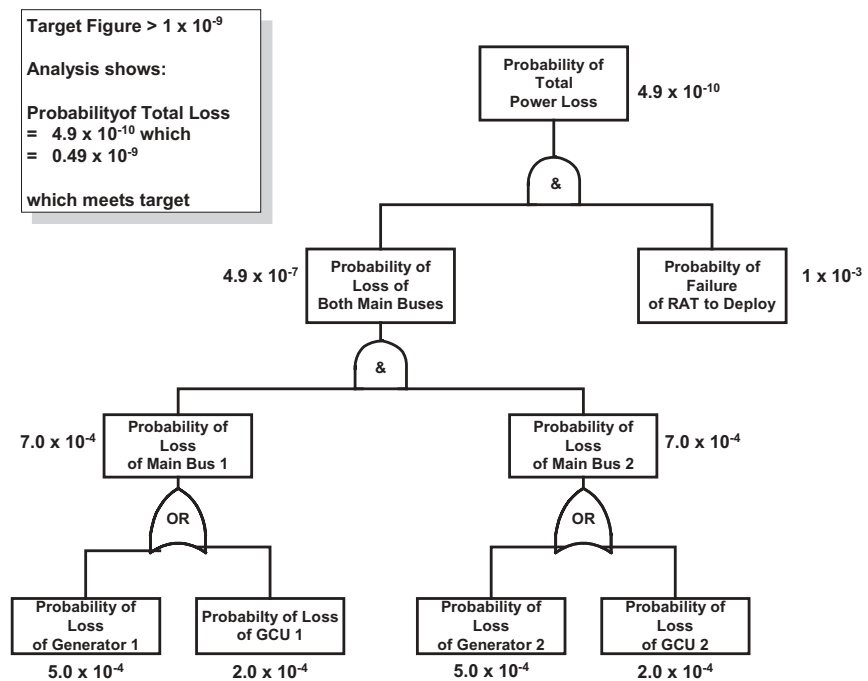 Target Figure > 1 x 10⁻⁹
Analysis shows:
Probabilityof Total Loss
= 4.9 x 10⁻¹⁰ which
= 0.49 x 10⁻⁹
which meets target
Probability of
Total
Power Loss
4.9 x 10⁻¹⁰
&
4.9 x 10⁻⁷
Probability of
Loss of
Both Main Buses
Probabilty of
Failure
of RAT to Deploy
1 x 10⁻³
&
7.0 x 10⁻⁴
Probability of
Loss
of Main Bus 1
Probability of
Loss
of Main Bus 2
7.0 x 10⁻⁴
OR
OR
Probability of
Loss
of Generator 1
Probabilty of Loss
of GCU 1
Probability of
Loss
of Generator 2
Probability of
Loss
of GCU 2
5.0 x 10⁻⁴
2.0 x 10⁻⁴
5.0 x 10⁻⁴
2.0 x 10⁻⁴